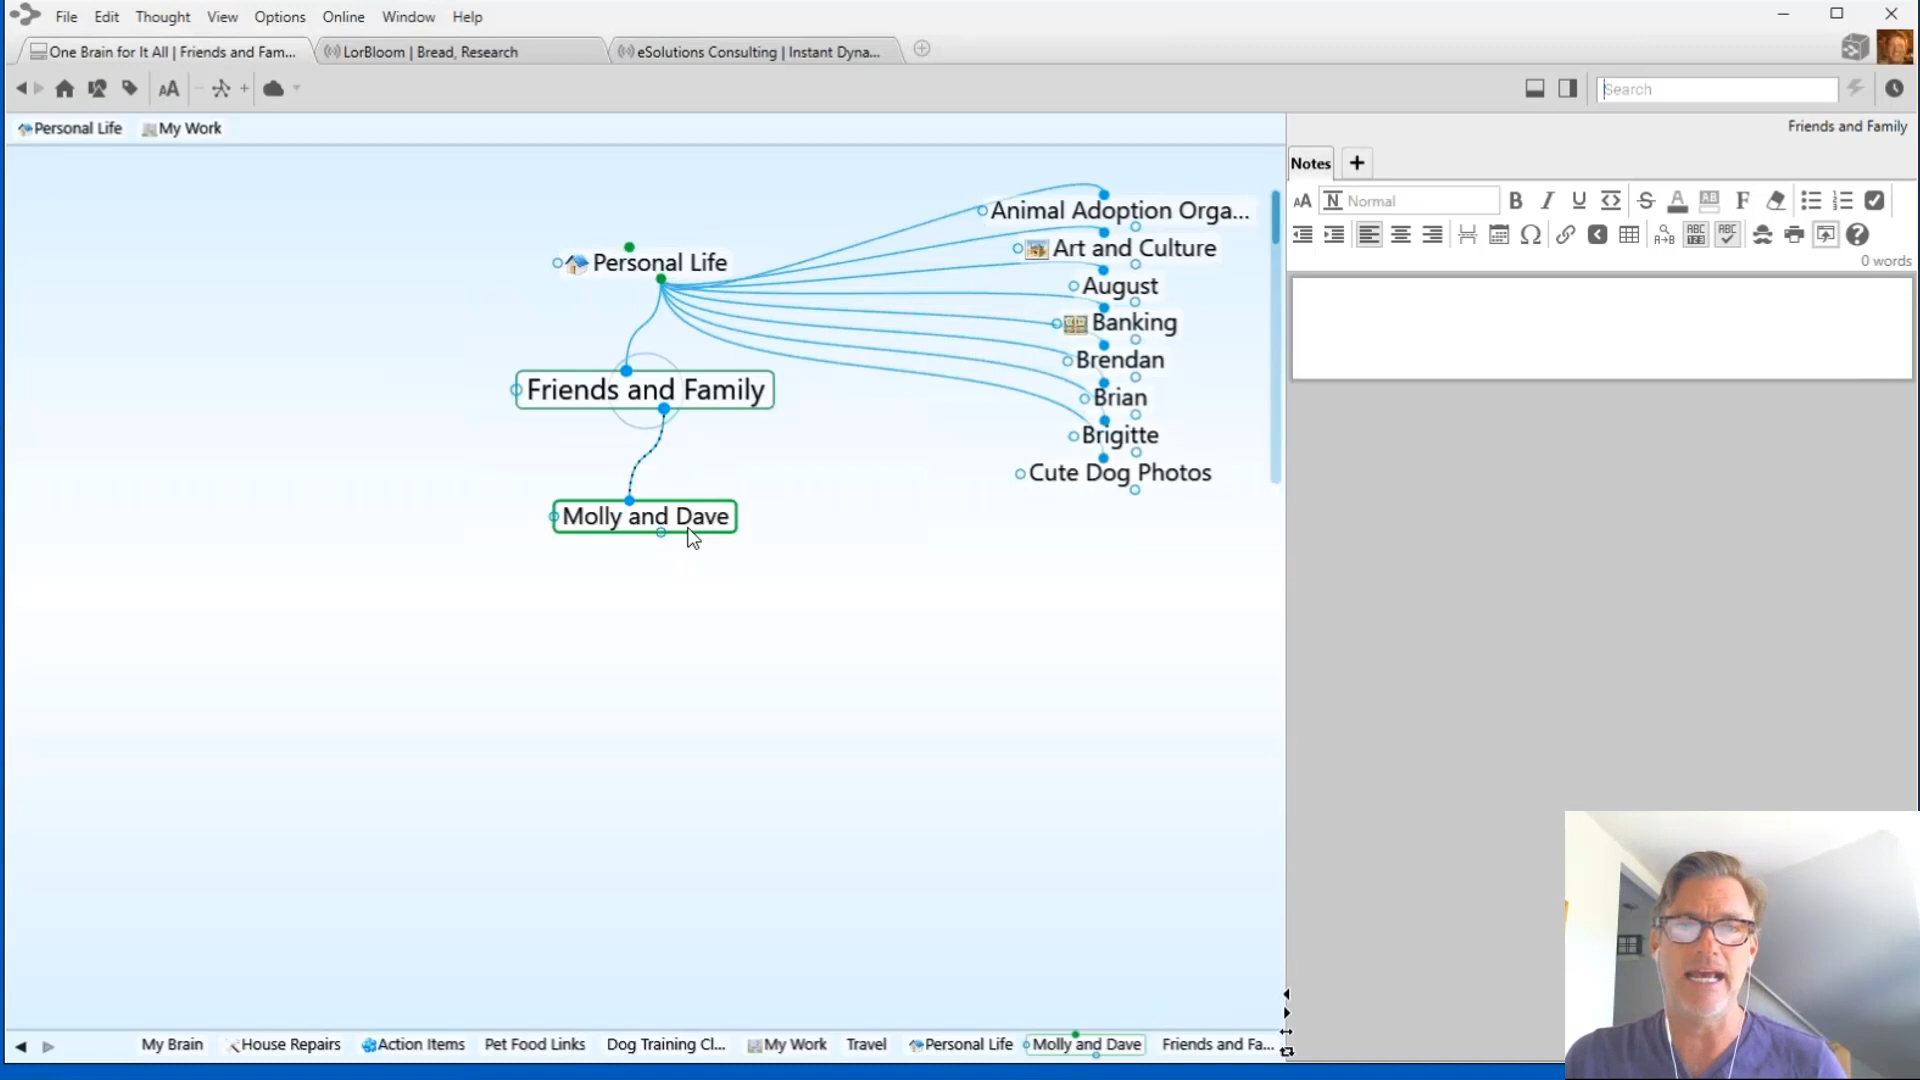 File Edit Thought View Options Online Window Help
One Brain for It All | Friends and Fam... LorBloom | Bread, Research eSolutions Consulting | Instant Dyna...
AA Search
Personal Life My Work Friends and Family
Notes
AA N Normal B I U S A AB F
ABC
0 words
Animal Adoption Orga...
Personal Life
Art and Culture
August
Banking
Brendan
Friends and Family
Brian
Brigitte
Cute Dog Photos
Molly and Dave
My Brain House Repairs Action Items Pet Food Links Dog Training Cl... My Work Travel Personal Life Molly and Dave Friends and Fa...